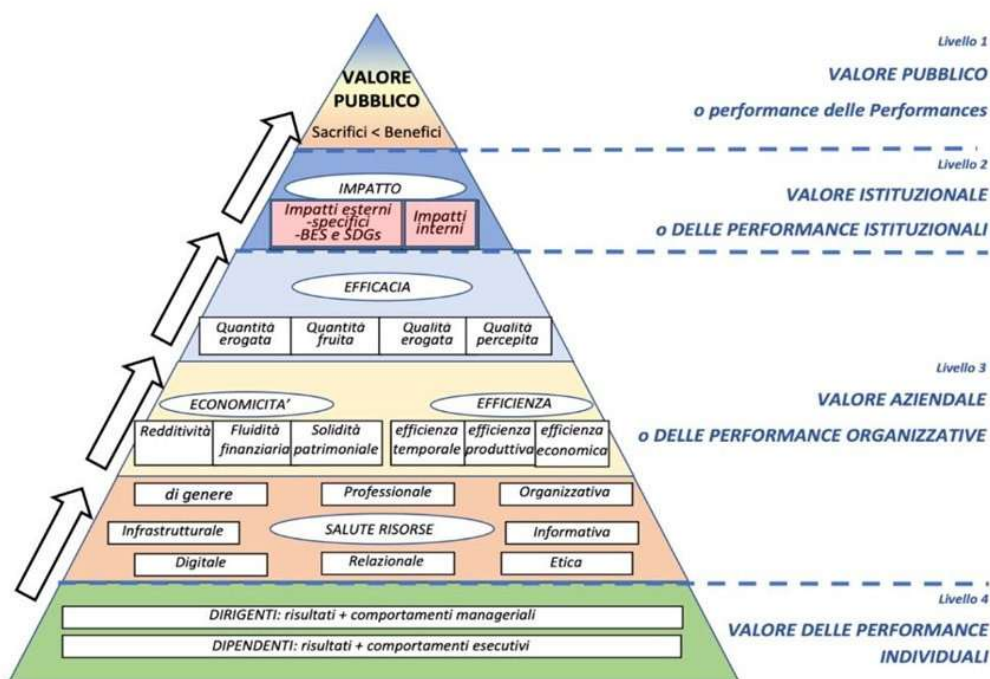 Livello 1
VALORE PUBBLICO
o performance delle Performances
VALORE
PUBBLICO
Sacrifici < Benefici
Livello 2
VALORE ISTITUZIONALE
o DELLE PERFORMANCE ISTITUZIONALI
IMPATTO
Impatti esterni
-specifici
-BES e SDGs
Impatti
interni
EFFICACIA
Quantità
erogata
Quantità
fruita
Qualità
erogata
Qualità
percepita
Livello 3
VALORE AZIENDALE
o DELLE PERFORMANCE ORGANIZZATIVE
ECONOMICITA’
EFFICIENZA
Redditività
Fluidità
finanziaria
Solidità
patrimoniale
efficienza
temporale
efficienza
produttiva
efficienza
economica
di genere
Professionale
Organizzativa
Infrastrutturale
SALUTE RISORSE
Informativa
Digitale
Relazionale
Etica
Livello 4
VALORE DELLE PERFORMANCE
INDIVIDUALI
DIRIGENTI: risultati + comportamenti manageriali
DIPENDENTI: risultati + comportamenti esecutivi